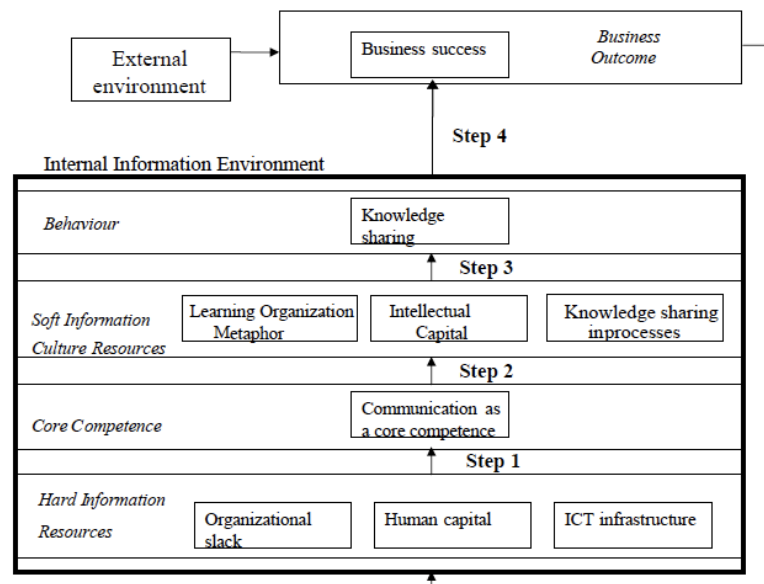 Business success
Business
Outcome
External
environment
Step 4
Internal Information Environment
Behaviour
Knowledge
sharing
Step 3
Soft Information
Culture Resources
Learning Organization
Metaphor
Intellectual
Capital
Knowledge sharing
inprocesses
Step 2
Core Competence
Communication as
a core competence
Step 1
Hard Information
Resources
Organizational
slack
Human capital
ICT infrastructure